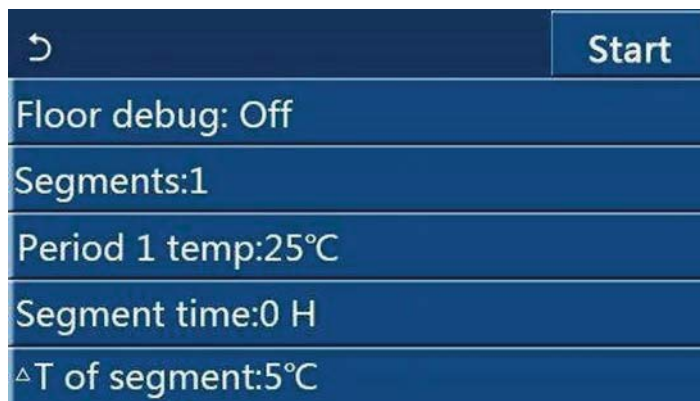 Start
Floor debug: Off
Segments:1
Period 1 temp:25℃
Segment time:0 H
△T of segment:5℃